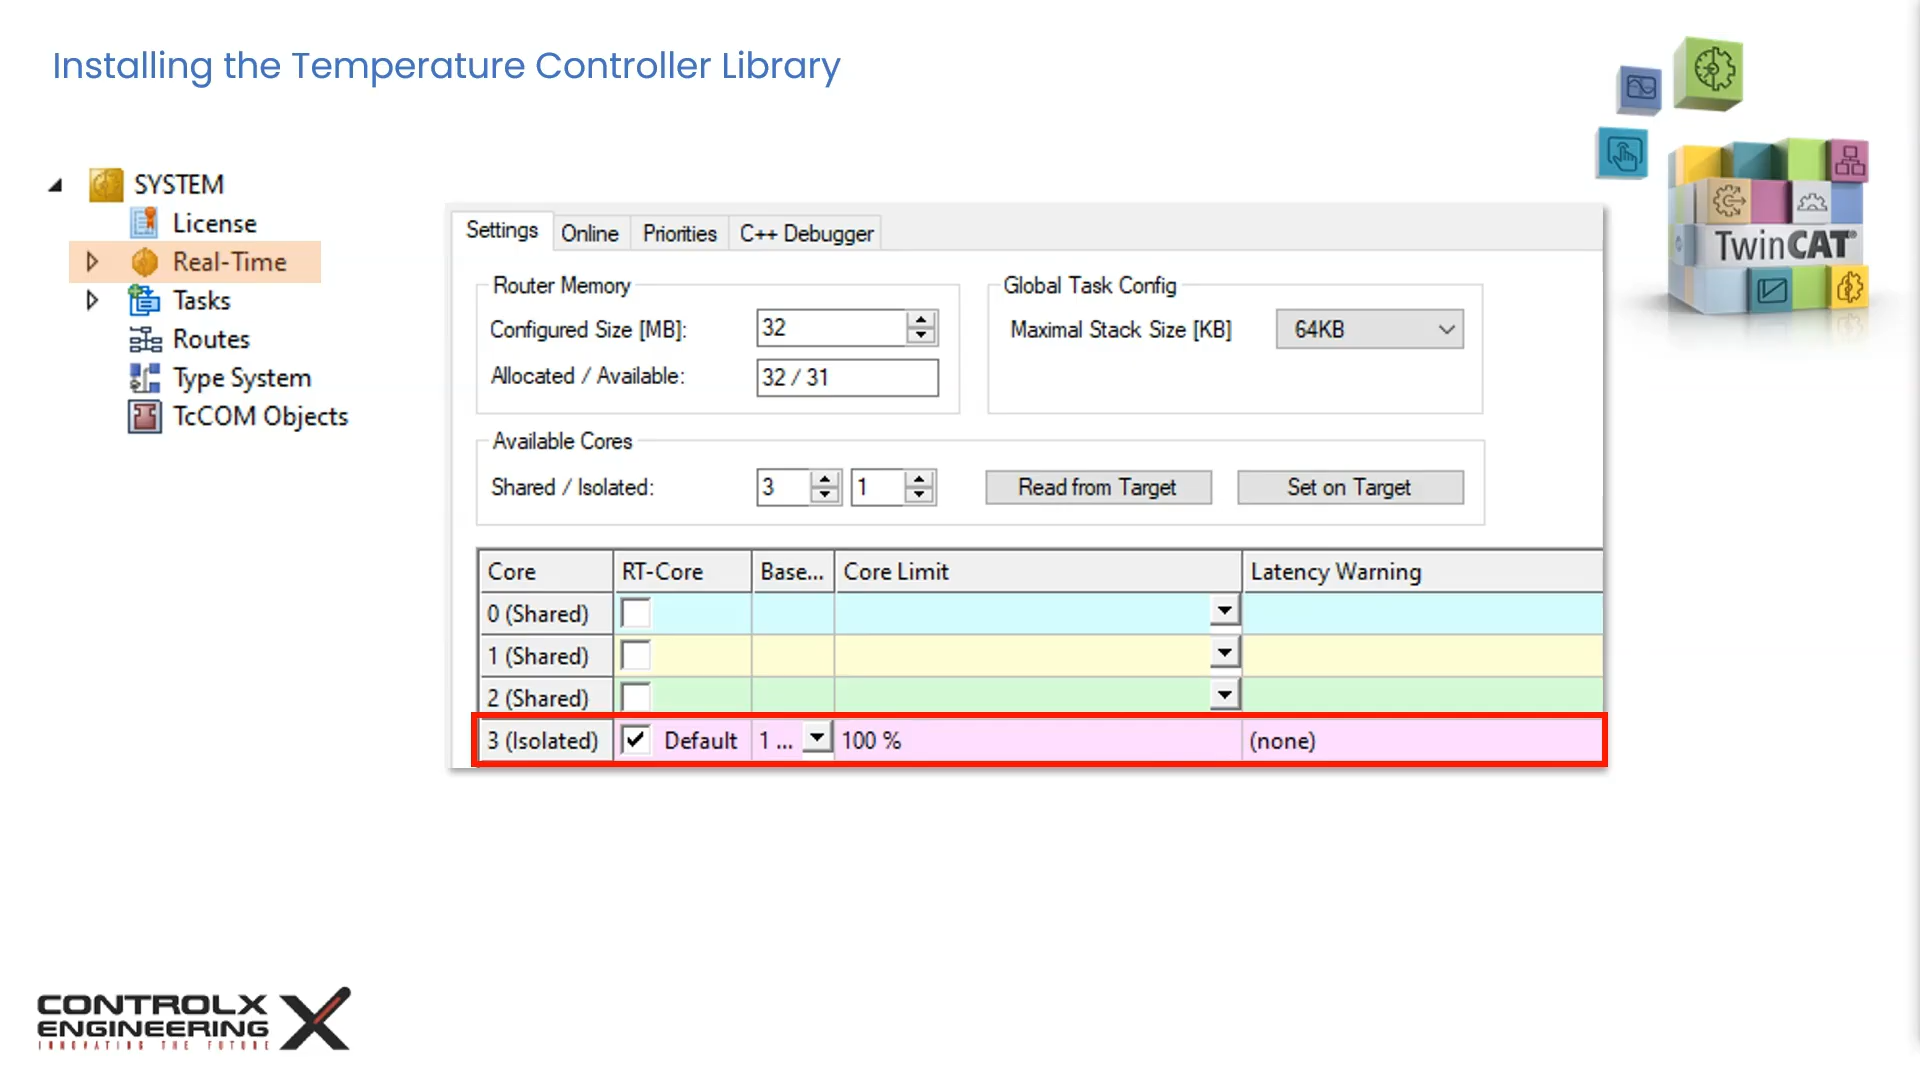 Installing the Temperature Controller Library
SYSTEM
License
Real-Time
Tasks
Routes
Type System
TcCOM Objects
Settings Online Priorities C++ Debugger
Router Memory
Configured Size [MB]: 32
Allocated / Available: 32 / 31
Global Task Config
Maximal Stack Size [KB] 64KB
Available Cores
Shared / Isolated: 3 1 Read from Target Set on Target
Core RT-Core Base... Core Limit Latency Warning
0 (Shared)
1 (Shared)
2 (Shared)
3 (Isolated) Default 1 ... 100 % (none)
TwinCAT®
CONTROLX
ENGINEERING
INNOVATING THE FUTURE